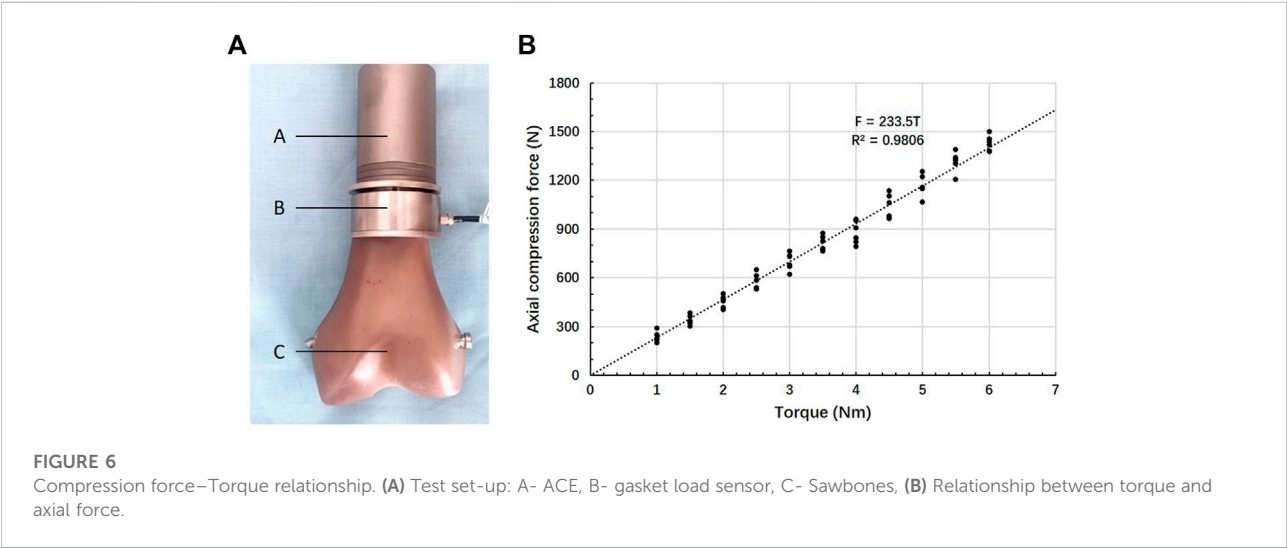 A
B
A
B
C
1800
1500
1200
900
600
300
0
Axial compression force (N)
F = 233.5T
R² = 0.9806
0 1 2 3 4 5 6 7
Torque (Nm)
FIGURE 6
Compression force–Torque relationship. (A) Test set-up: A- ACE, B- gasket load sensor, C- Sawbones, (B) Relationship between torque and
axial force.